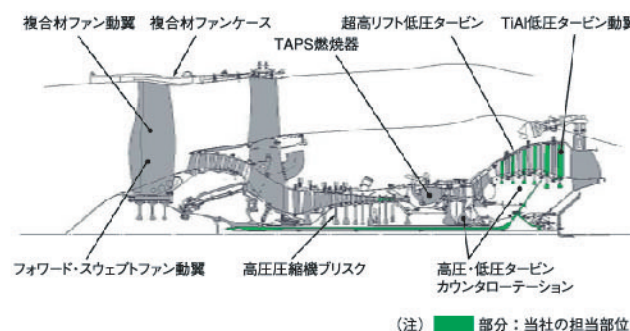 複合材ファン動翼
複合材ファンケース
超高リフト低圧タービン
TiAl低圧タービン動翼
TAPS燃焼器
フォワード・スウェプトファン動翼
高圧圧縮機ブリスク
高圧・低圧タービン
カウンタローテーション
(注) 部分:当社の担当部位